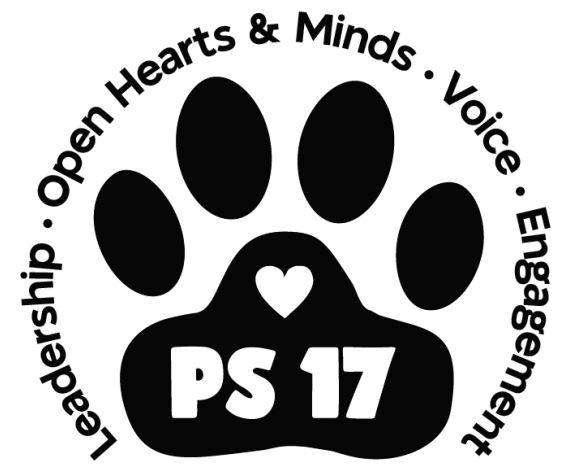 Leadership · Open Hearts & Minds · Voice · Engagement
PS 17